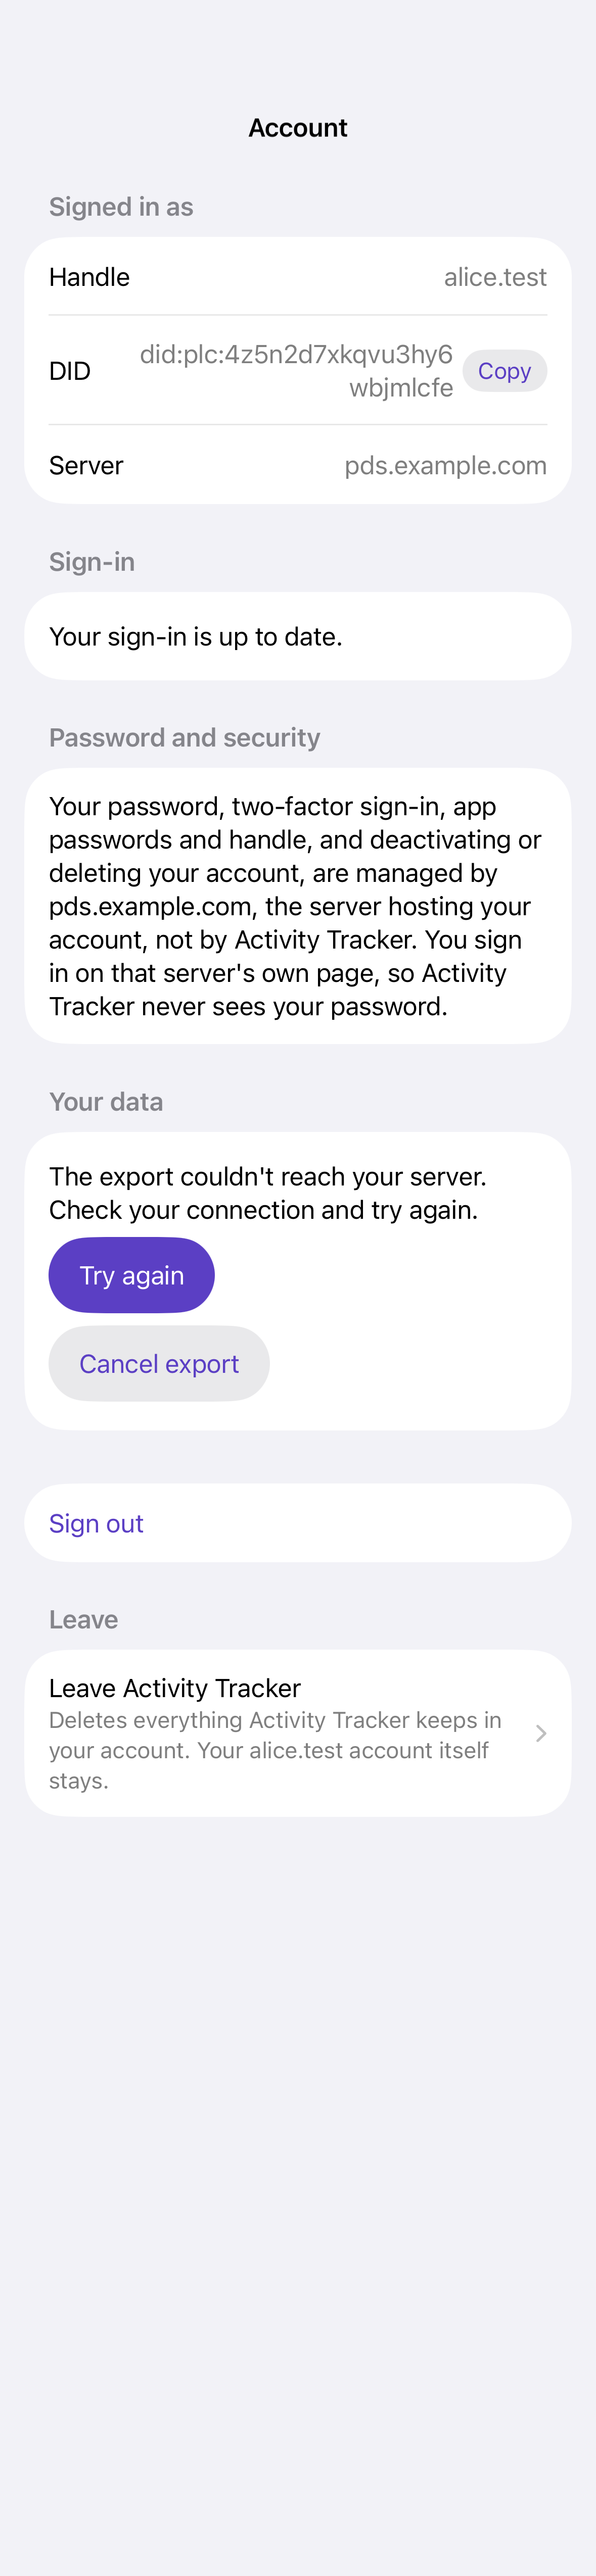 Account
Signed in as
Handle
alice.test
DID
did:plc:4z5n2d7xkqvu3hy6
wbjmlcfe
Copy
Server
pds.example.com
Sign-in
Your sign-in is up to date.
Password and security
Your password, two-factor sign-in, app
passwords and handle, and deactivating or
deleting your account, are managed by
pds.example.com, the server hosting your
account, not by Activity Tracker. You sign
in on that server's own page, so Activity
Tracker never sees your password.
Your data
The export couldn't reach your server.
Check your connection and try again.
Try again
Cancel export
Sign out
Leave
Leave Activity Tracker
Deletes everything Activity Tracker keeps in
your account. Your alice.test account itself
stays.